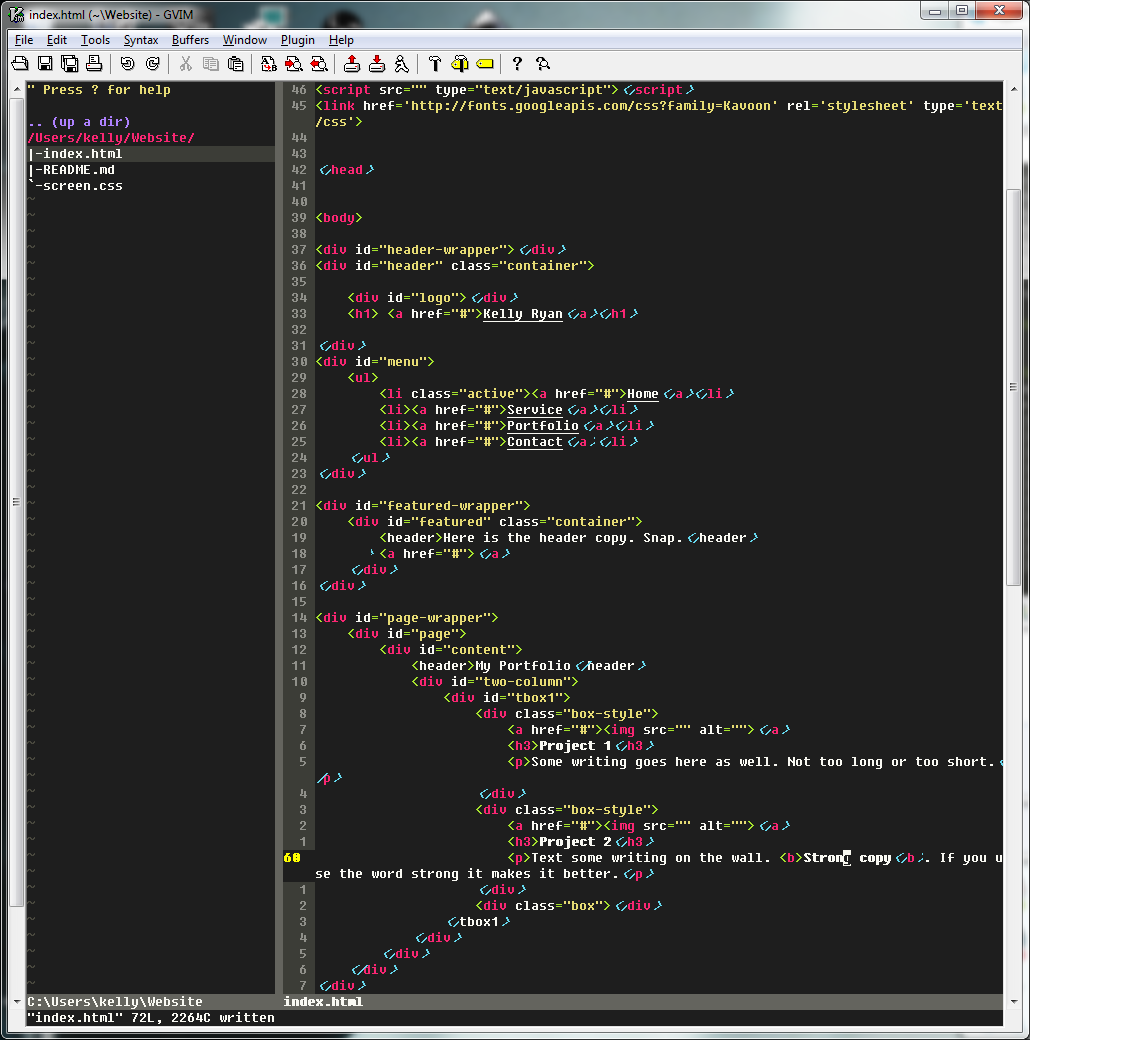 index.html (~\Website) - GVIM
File Edit Tools Syntax Buffers Window Plugin Help
" Press ? for help
.. (up a dir)
/Users/kelly/Website/
|-index.html
|-README.md
`-screen.css
46 <script src="" type="text/javascript"></script>
45 <link href='http://fonts.googleapis.com/css?family=Kavoon' rel='stylesheet' type='text
/css'>
44
43
42 </head>
41
40
39 <body>
38
37 <div id="header-wrapper"></div>
36 <div id="header" class="container">
35
34 <div id="logo"></div>
33 <h1> <a href="#">Kelly Ryan</a></h1>
32
31 </div>
30 <div id="menu">
29 <ul>
28 <li class="active"><a href="#">Home</a></li>
27 <li><a href="#">Service</a></li>
26 <li><a href="#">Portfolio</a></li>
25 <li><a href="#">Contact</a></li>
24 </ul>
23 </div>
22
21 <div id="featured-wrapper">
20 <div id="featured" class="container">
19 <header>Here is the header copy. Snap.</header>
18 <a href="#"></a>
17 </div>
16 </div>
15
14 <div id="page-wrapper">
13 <div id="page">
12 <div id="content">
11 <header>My Portfolio</header>
10 <div id="two-column">
9 <div id="tbox1">
8 <div class="box-style">
7 <a href="#"><img src="" alt=""></a>
6 <h3>Project 1</h3>
5 <p>Some writing goes here as well. Not too long or too short.<
/p>
4 </div>
3 <div class="box-style">
2 <a href="#"><img src="" alt=""></a>
1 <h3>Project 2</h3>
60 <p>Text some writing on the wall. <b>Strong copy</b>. If you u
se the word strong it makes it better.</p>
1 </div>
2 <div class="box"></div>
3 </tbox1>
4 </div>
5 </div>
6 </div>
7 </div>
C:\Users\kelly\Website index.html
"index.html" 72L, 2264C written